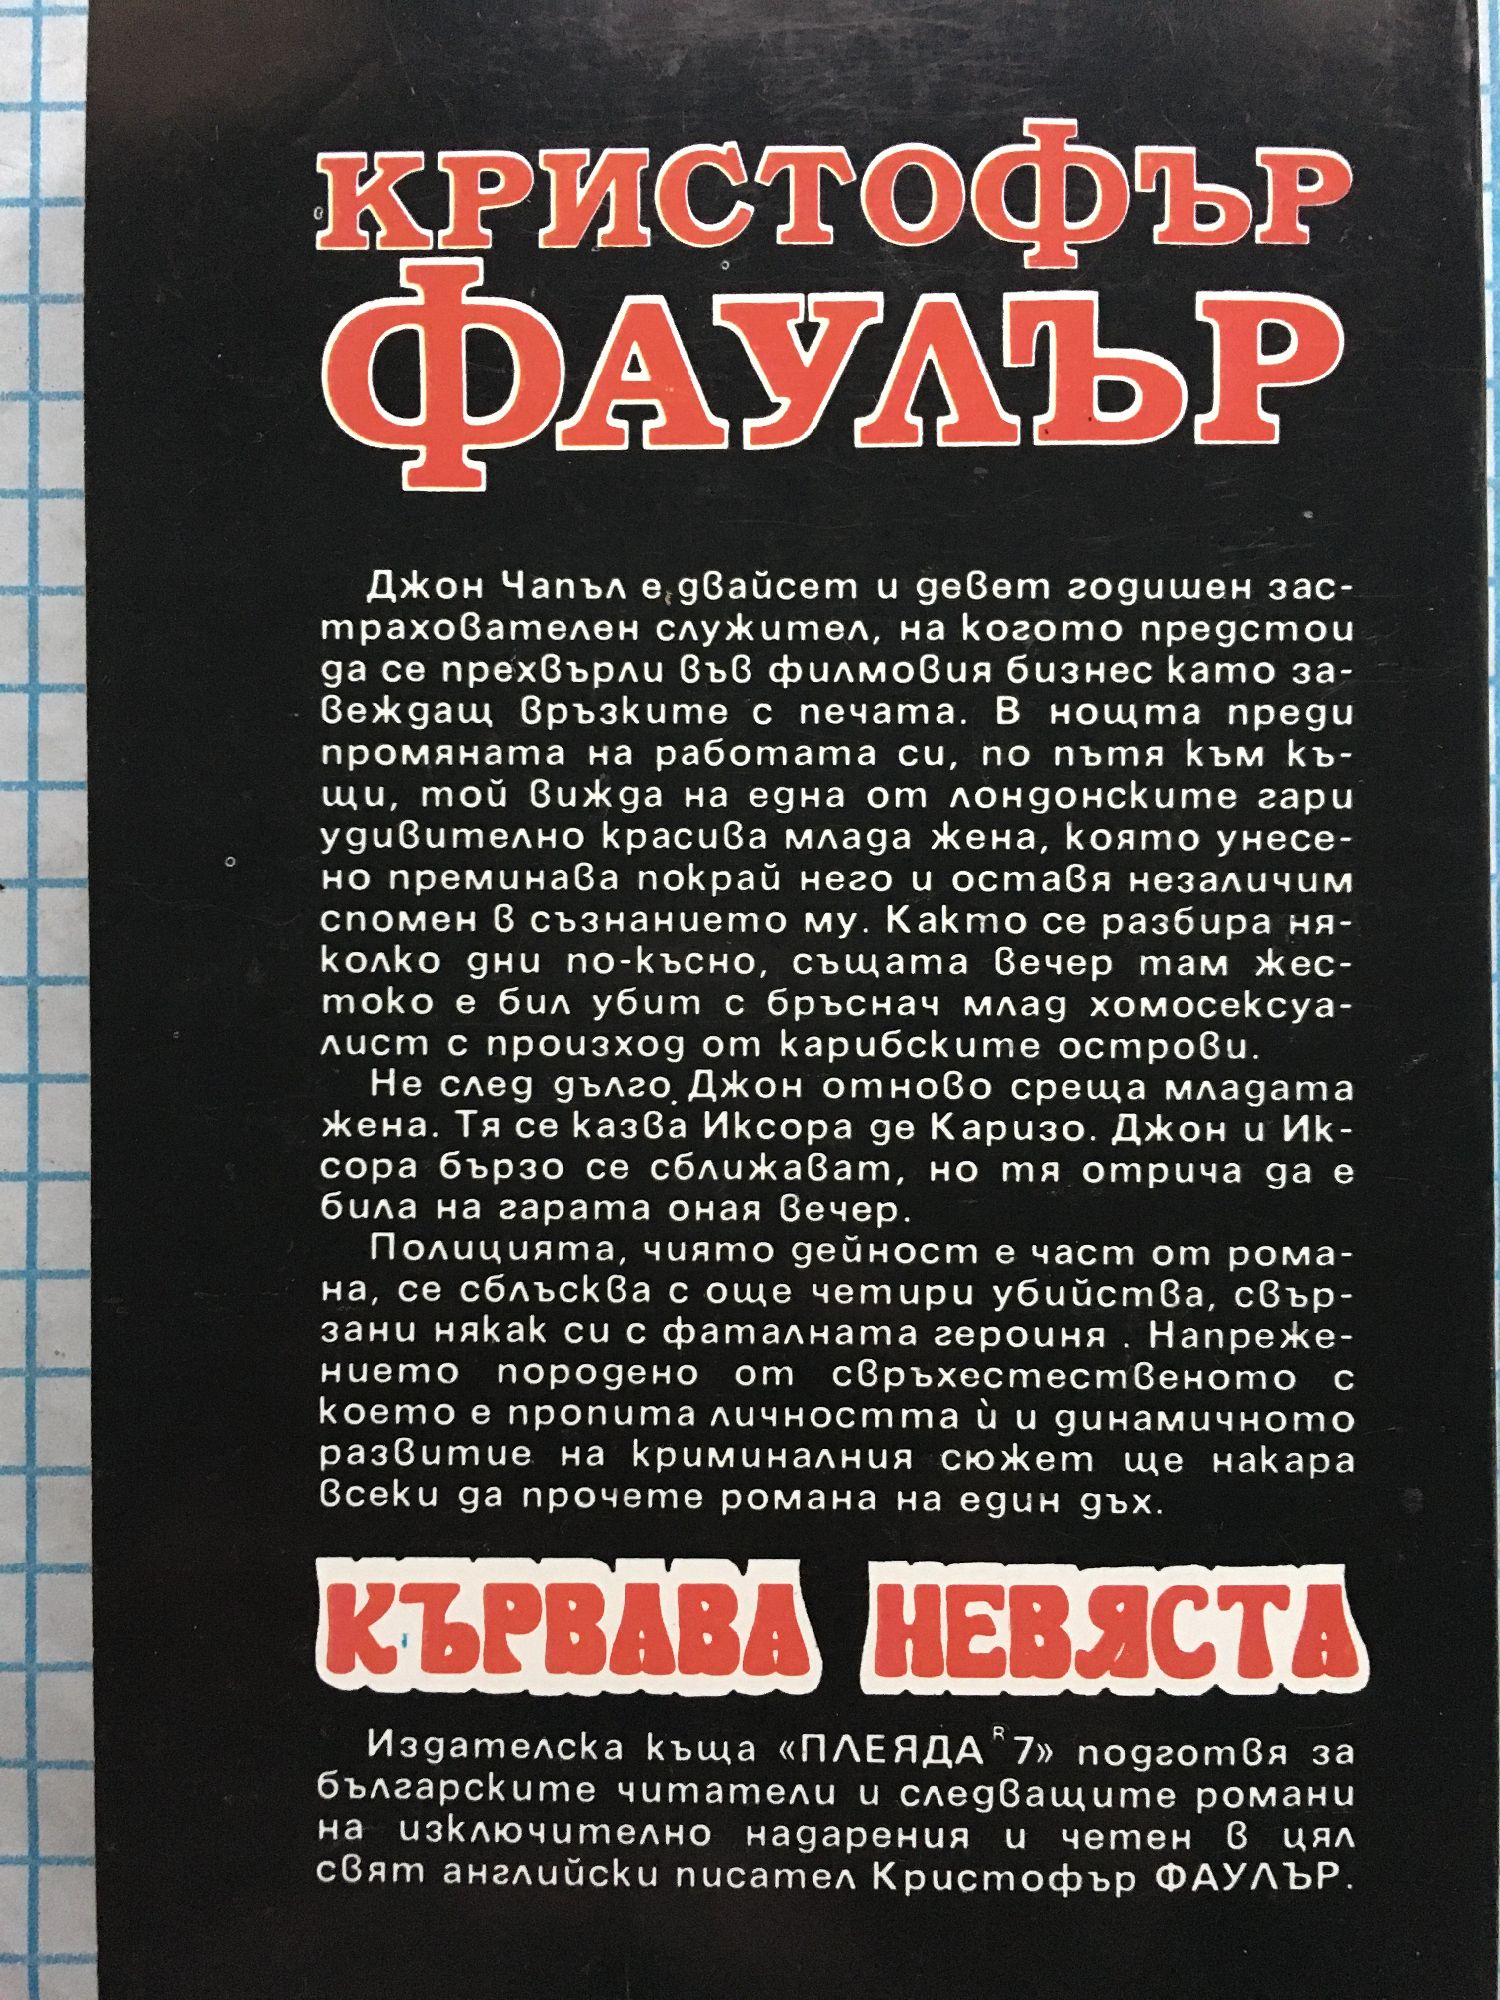 КРИСТОФЪР
ФАУЛЪР
Джон Чапъл е двайсет и девет годишен зас-
трахователен служител, на когото предстои
да се прехвърли във филмовия бизнес като за-
веждащ връзките с печата. В нощта преди
промяната на работата си, по пътя към къ-
щи, той вижда на една от лондонските гари
удивително красива млада жена, която унесе-
но преминава покрай него и оставя незаличим
спомен в съзнанието му. Както се разбира ня-
колко дни по-късно, същата вечер там жес-
токо е бил убит с бръснач млад хомосексуа-
лист с произход от карибските острови.
Не след дълго Джон отново среща младата
жена. Тя се казва Иксора де Каризо. Джон и Ик-
сора бързо се сближават, но тя отрича да е
била на гарата оная вечер.
Полицията, чиято дейност е част от рома-
на, се сблъсква с още четири убийства, свър-
зани някак си с фаталната героиня . Напреже-
нието породено от свръхестественото с
което е пропита личността ѝ и динамичното
развитие на криминалния сюжет ще накара
всеки да прочете романа на един дъх.
КЪРВАВА НЕВЯСТА
Издателска къща «ПЛЕЯДА R 7» подготвя за
българските читатели и следващите романи
на изключително надарения и четен в цял
свят английски писател Кристофър ФАУЛЪР.